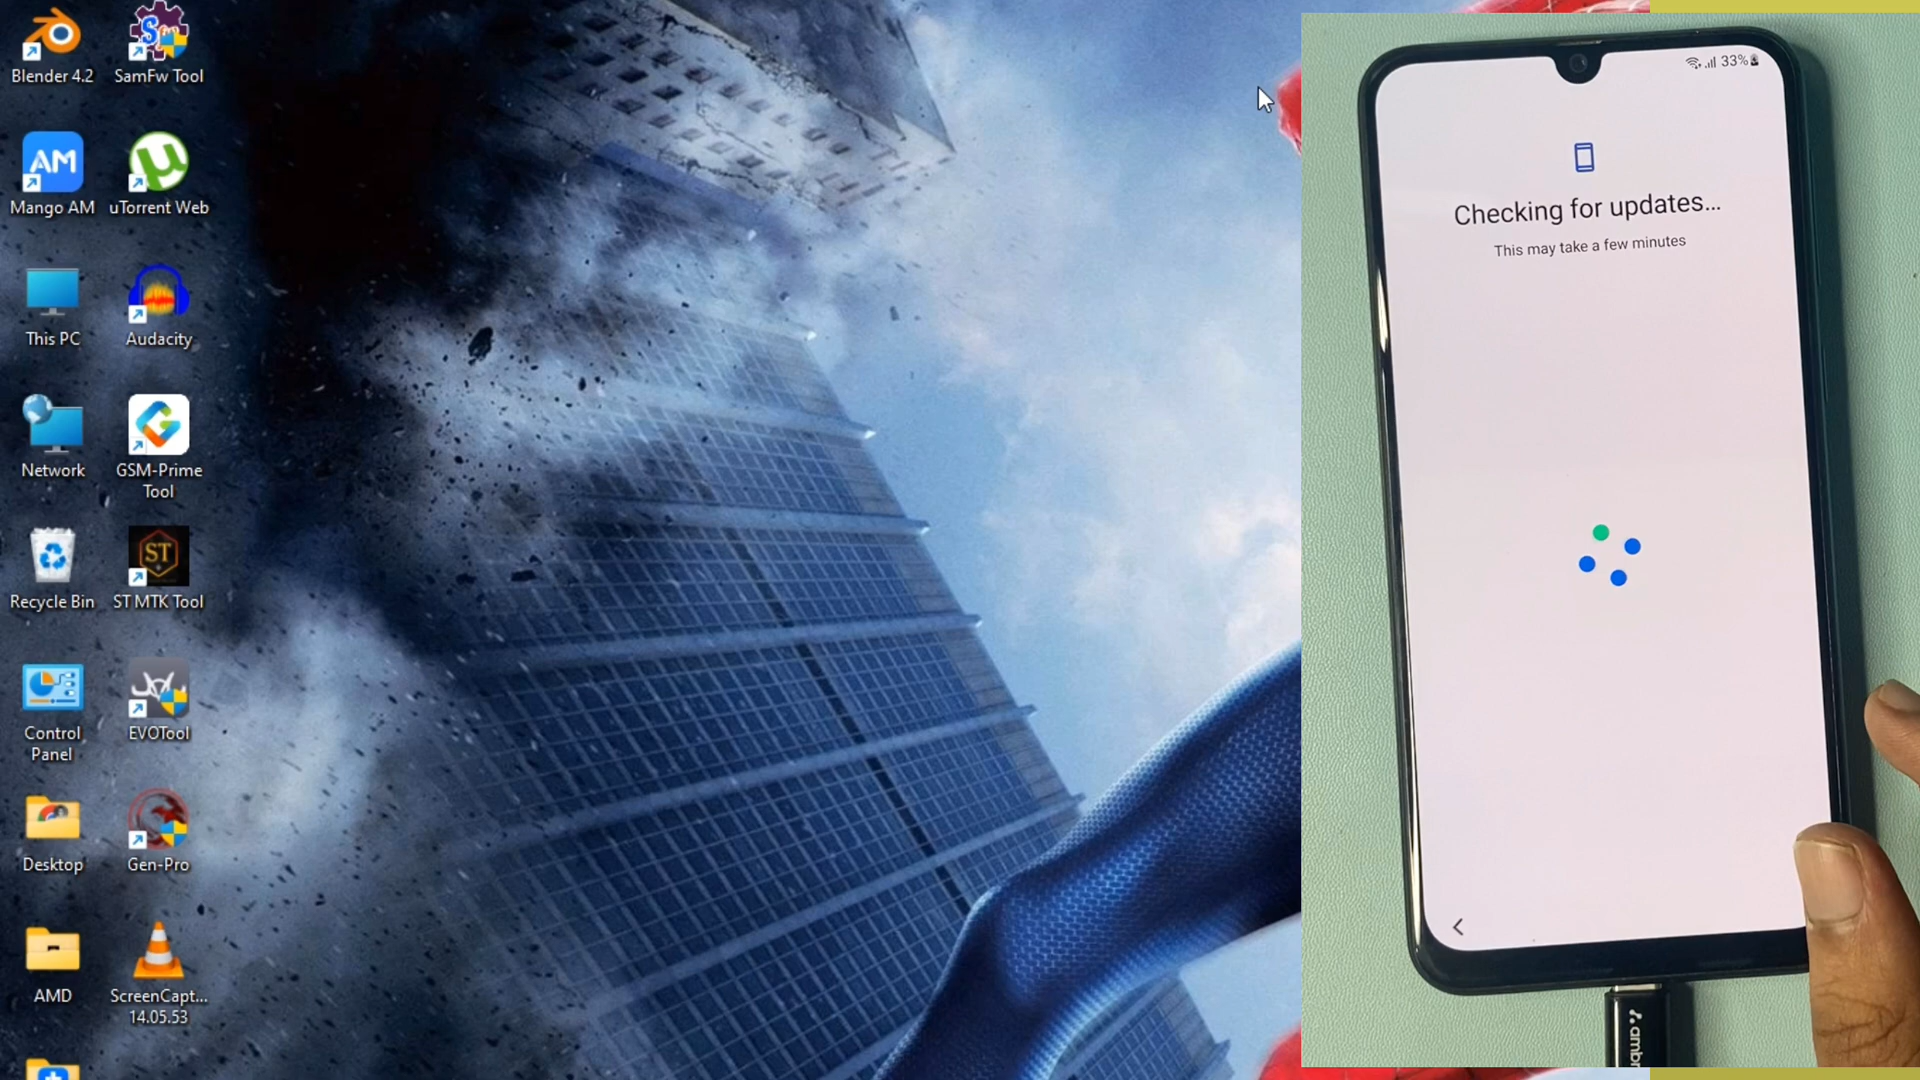 Blender 4.2
SamFw Tool
AM
Mango AM
uTorrent Web
This PC
Audacity
Network
GSM-Prime
Tool
ST
Recycle Bin
ST MTK Tool
Control
Panel
EVOTool
Desktop
Gen-Pro
AMD
ScreenCapt...
14.05.53
33%
Checking for updates...
This may take a few minutes